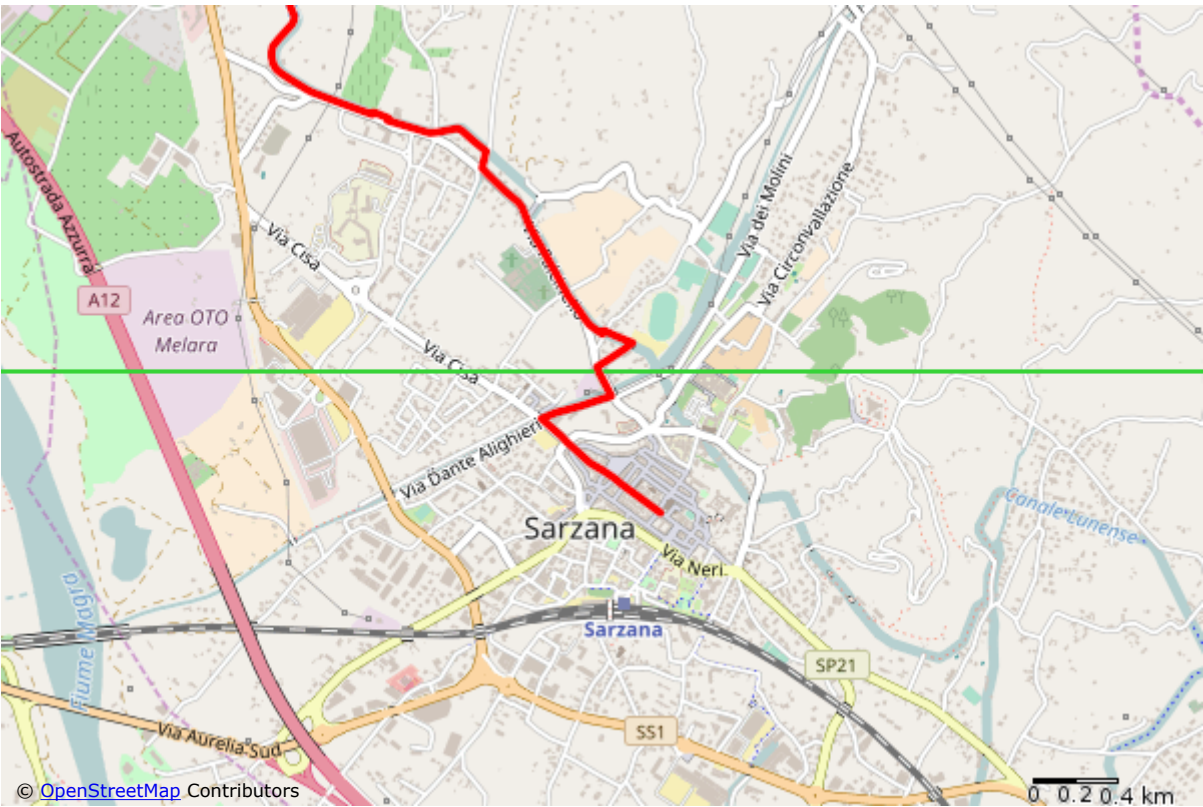 Autostrada Azzurra
A12
Area OTO
Melara
Via Cisa
Via Cisa
Via dei Molini
Via Circonvallazione
Via Dante Alighieri
Sarzana
Via Neri
Canale Lunense
Sarzana
Fiume Magra
SP21
SS1
Via Aurelia Sud
© OpenStreetMap Contributors
0 0.2 0.4 km